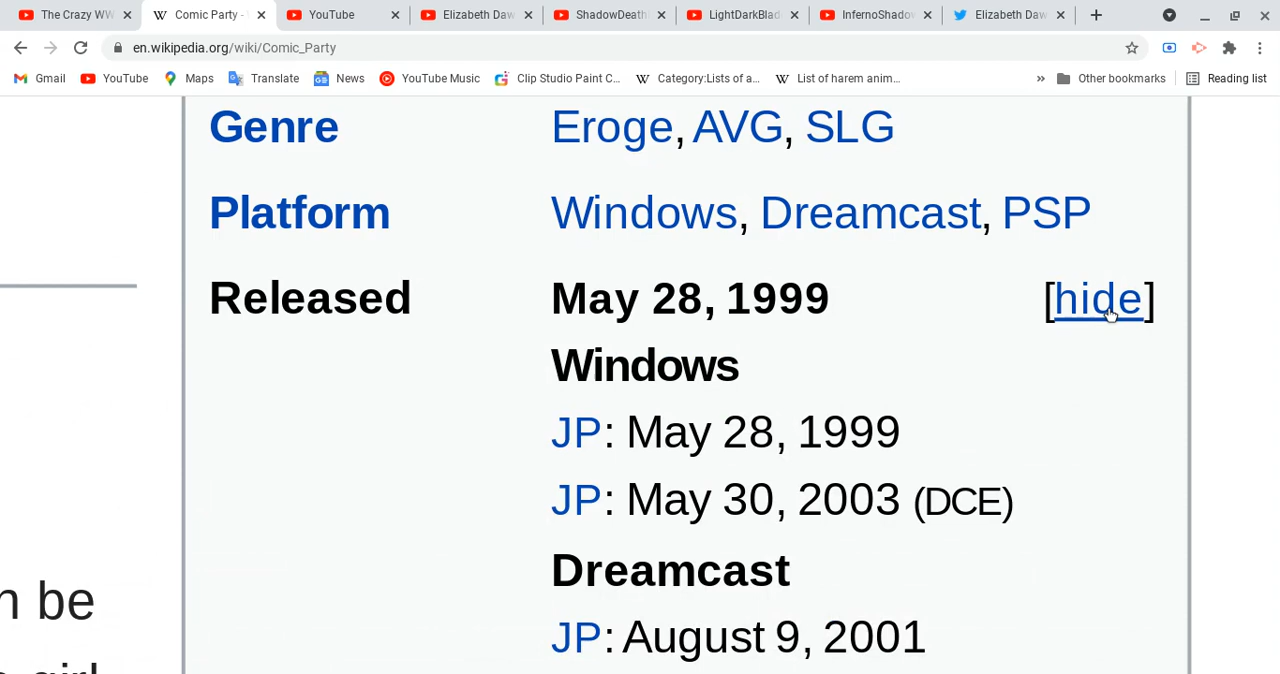 The Crazy WW
Comic Party -
YouTube
Elizabeth Daw
ShadowDeath
LightDarkBlad
InfernoShado
Elizabeth Daw
en.wikipedia.org/wiki/Comic_Party
Gmail
YouTube
Maps
Translate
News
YouTube Music
Clip Studio Paint C...
Category:Lists of a...
List of harem anim...
Other bookmarks
Reading list
Genre Eroge, AVG, SLG
Platform Windows, Dreamcast, PSP
Released May 28, 1999 [hide]
Windows
JP: May 28, 1999
JP: May 30, 2003 (DCE)
Dreamcast
n be
JP: August 9, 2001